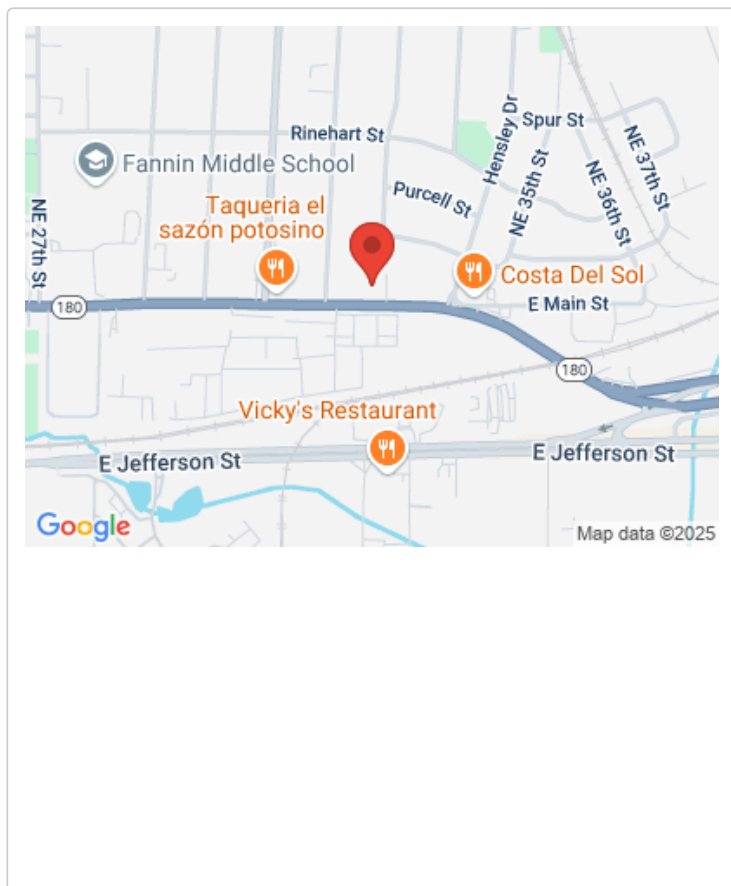 Rinehart St
Spur St
Hensley Dr
NE 35th St
NE 36th St
NE 37th St
Fannin Middle School
Purcell St
NE 27th St
Taqueria el
sazón potosino
Costa Del Sol
E Main St
180
180
Vicky's Restaurant
E Jefferson St
E Jefferson St
Google
Map data ©2025